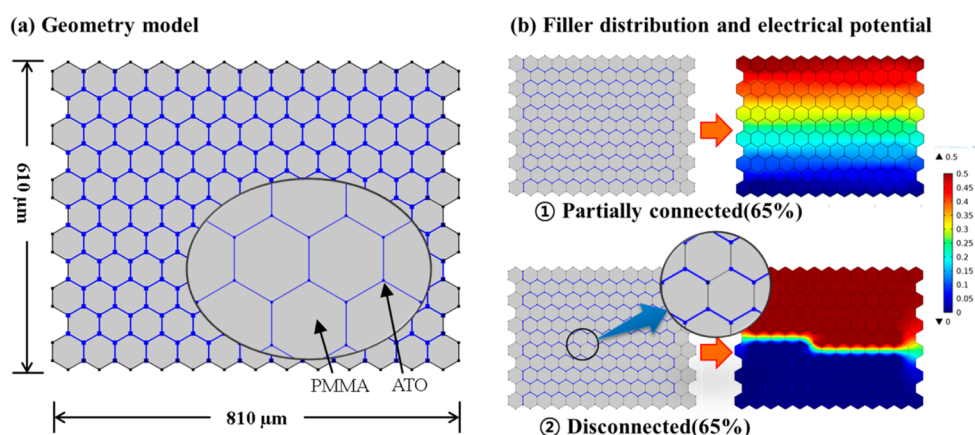 (a) Geometry model
610 μm
PMMA
ATO
810 μm
(b) Filler distribution and electrical potential
① Partially connected(65%)
▲ 0.5
0.5
0.45
0.4
0.35
0.3
0.25
0.2
0.15
0.1
0.05
0
▼ 0
② Disconnected(65%)